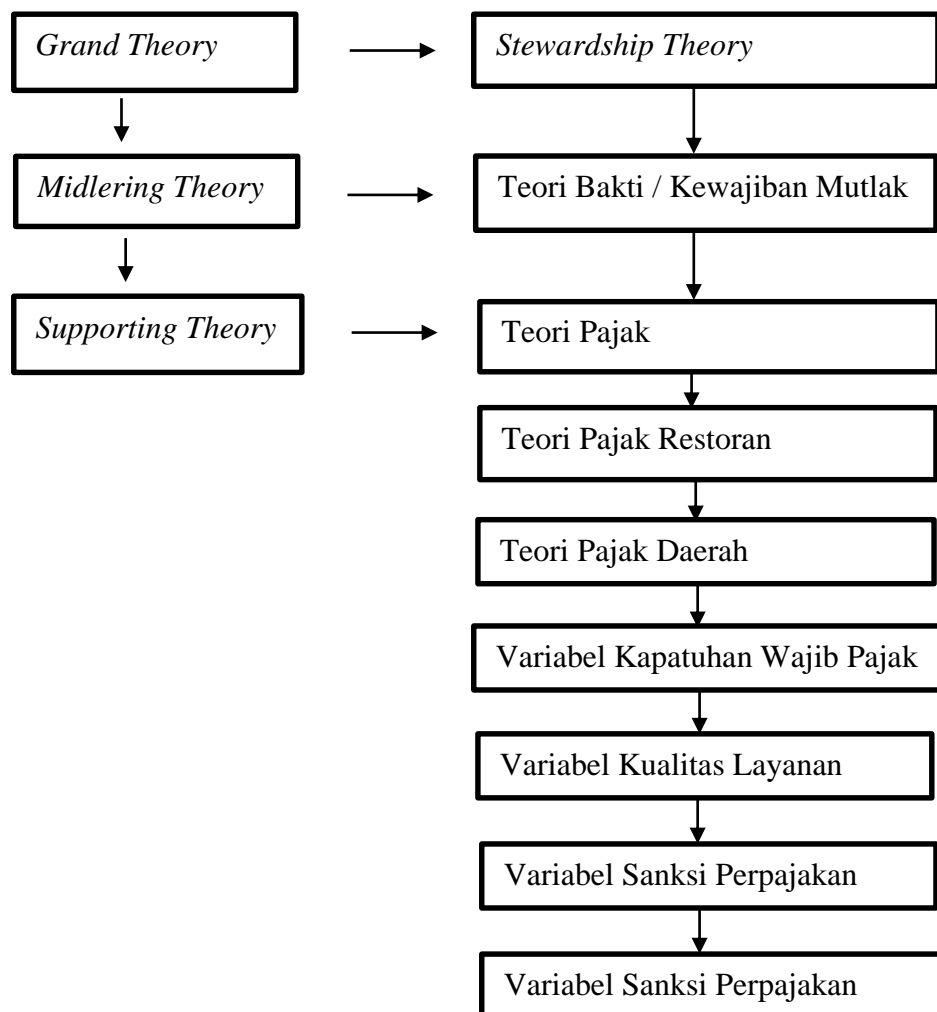 Grand Theory
Stewardship Theory
Midlering Theory
Teori Bakti / Kewajiban Mutlak
Supporting Theory
Teori Pajak
Teori Pajak Restoran
Teori Pajak Daerah
Variabel Kapatuhan Wajib Pajak
Variabel Kualitas Layanan
Variabel Sanksi Perpajakan
Variabel Sanksi Perpajakan